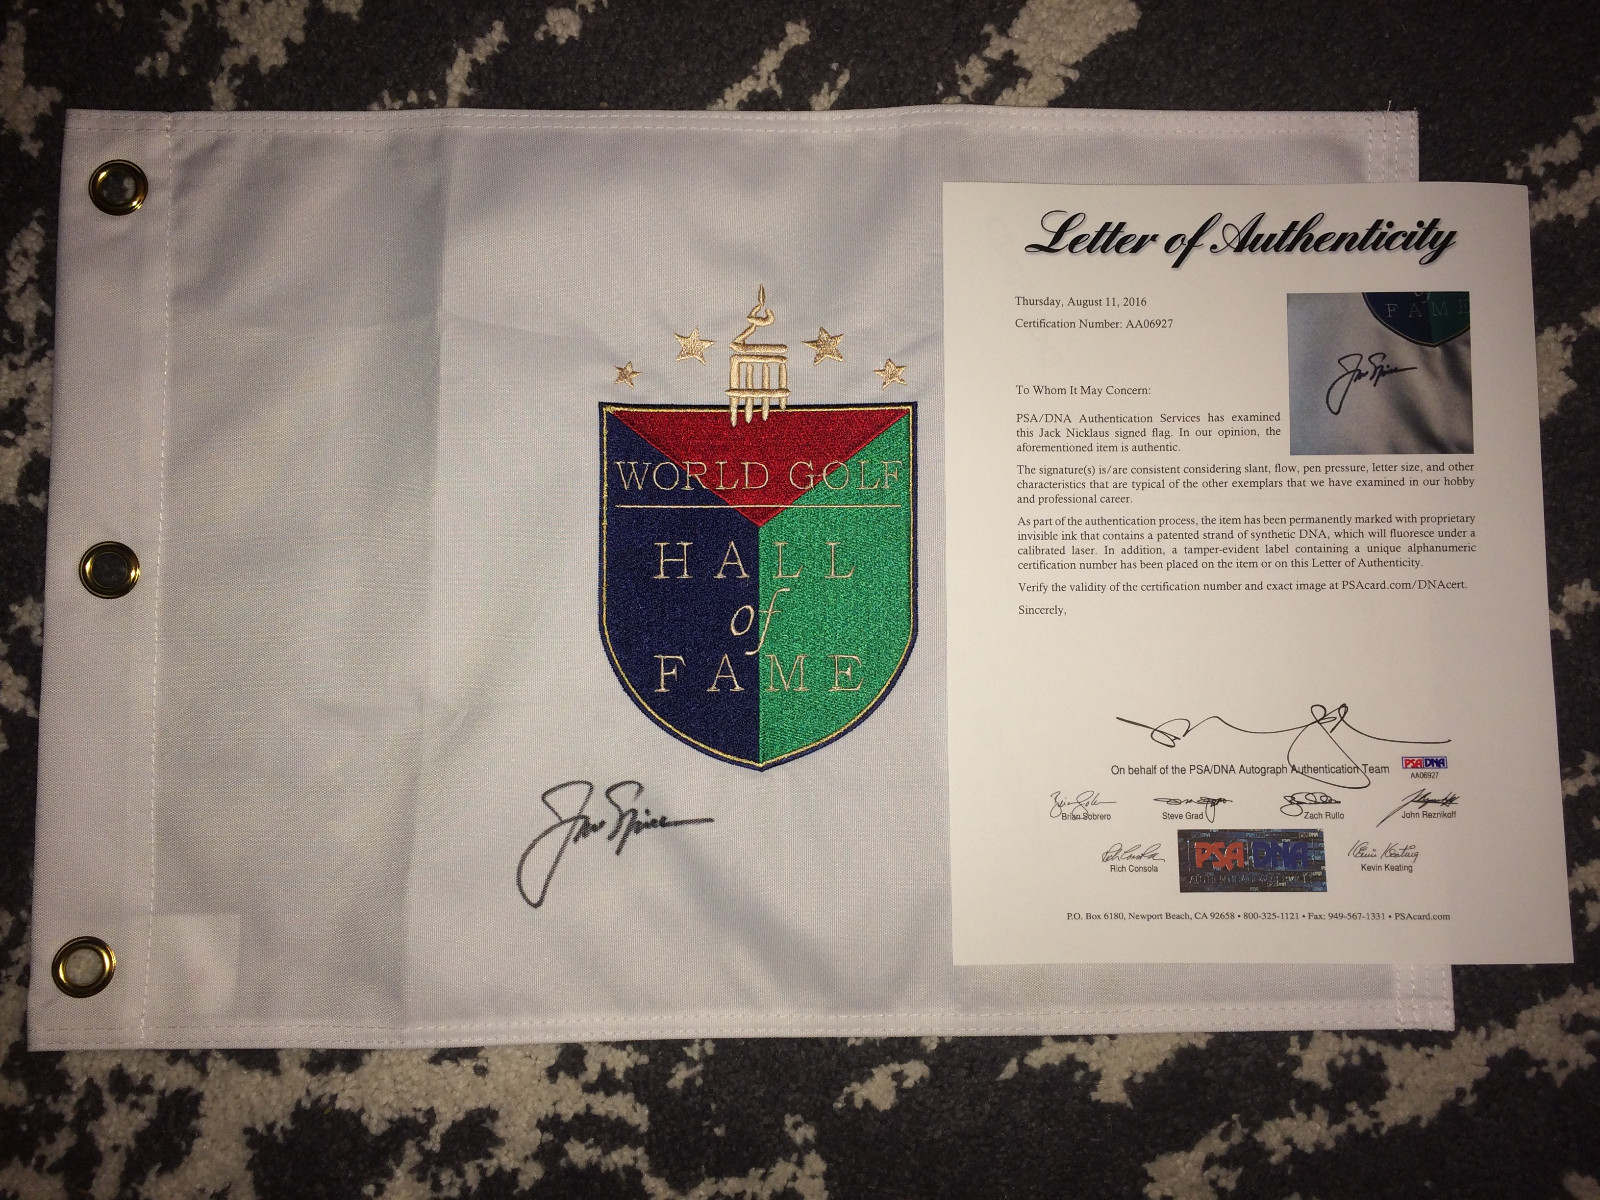 WORLD GOLF
HALL
of
FAME
Letter of Authenticity
Thursday, August 11, 2016
Certification Number: AA06927
FAME
To Whom It May Concern:
PSA/DNA Authentication Services has examined
this Jack Nicklaus signed flag. In our opinion, the
aforementioned item is authentic.
The signature(s) is/are consistent considering slant, flow, pen pressure, letter size, and other
characteristics that are typical of the other exemplars that we have examined in our hobby
and professional career.
As part of the authentication process, the item has been permanently marked with proprietary
invisible ink that contains a patented strand of synthetic DNA, which will fluoresce under a
calibrated laser. In addition, a tamper-evident label containing a unique alphanumeric
certification number has been placed on the item or on this Letter of Authenticity.
Verify the validity of the certification number and exact image at PSAcard.com/DNAcert.
Sincerely,
On behalf of the PSA/DNA Autograph Authentication Team
PSA DNA
AA06927
Brian Sobrero Steve Grad Zach Rullo John Reznikoff
PSA DNA
Rich Consola Kevin Keating
P.O. Box 6180, Newport Beach, CA 92658 • 800-325-1121 • Fax: 949-567-1331 • PSAcard.com